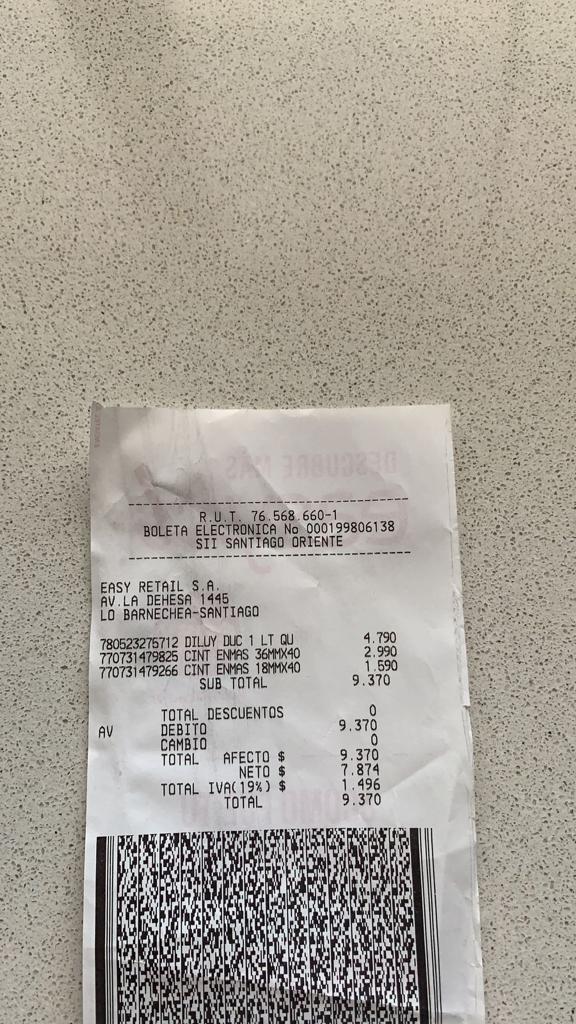 R.U.T. 76.568.660-1
BOLETA ELECTRONICA No 000199806138
SII SANTIAGO ORIENTE
EASY RETAIL S.A.
AV.LA DEHESA 1445
LO BARNECHEA-SANTIAGO
780523275712 DILUY DUC 1 LT QU 4.790
770731479825 CINT ENMAS 36MMX40 2.990
770731479266 CINT ENMAS 18MMX40 1.590
SUB TOTAL 9.370
TOTAL DESCUENTOS 0
AV DEBITO 9.370
CAMBIO 0
TOTAL AFECTO $ 9.370
NETO $ 7.874
TOTAL IVA(19%) $ 1.496
TOTAL 9.370